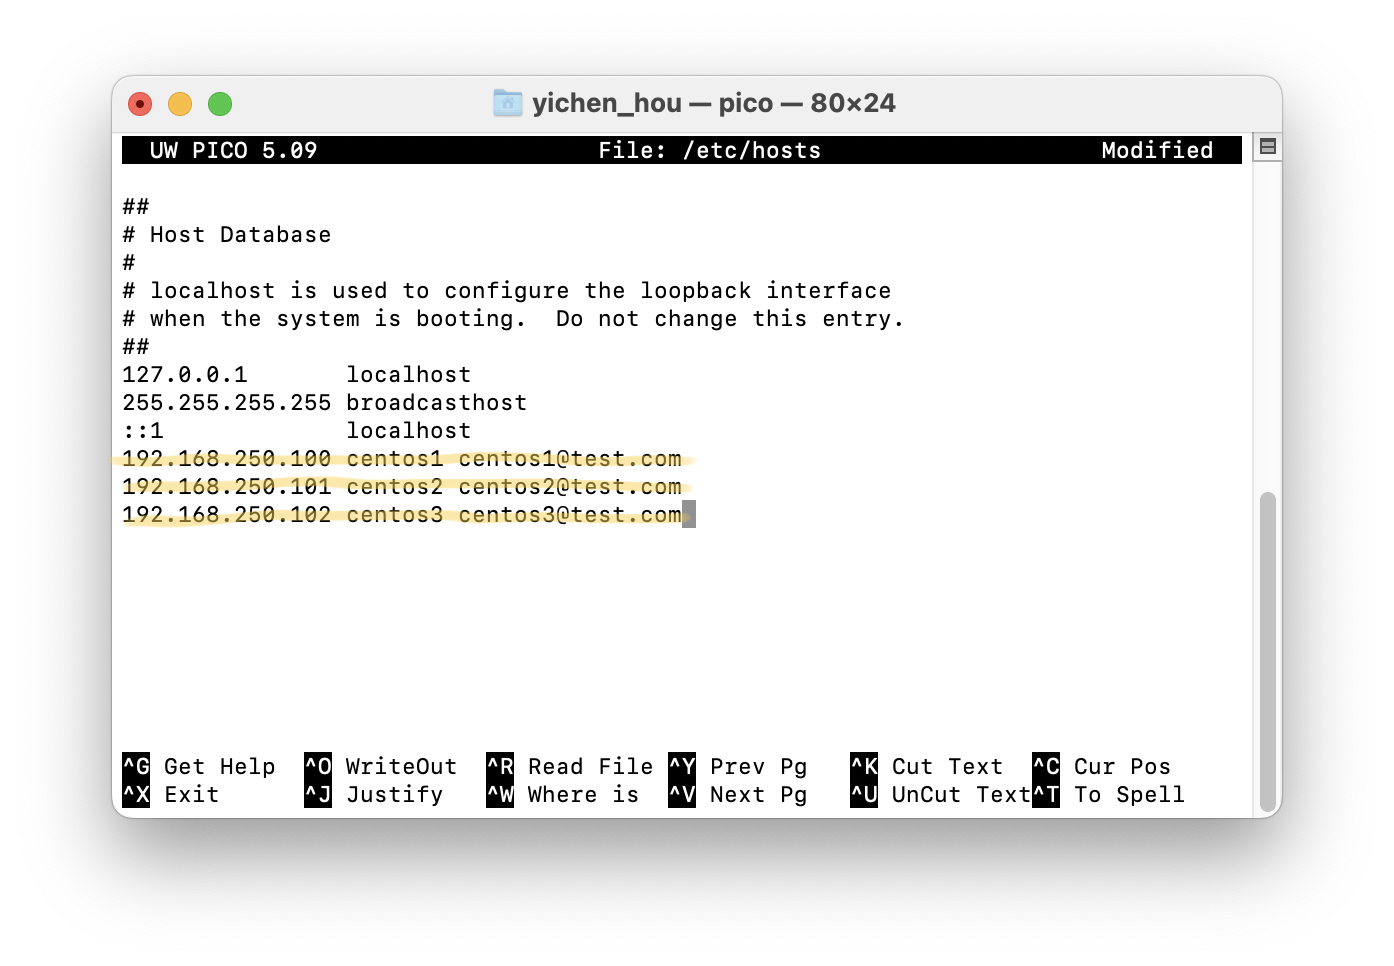 yichen_hou — pico — 80×24
UW PICO 5.09 File: /etc/hosts Modified
##
# Host Database
#
# localhost is used to configure the loopback interface
# when the system is booting.  Do not change this entry.
##
127.0.0.1       localhost
255.255.255.255 broadcasthost
::1             localhost
192.168.250.100 centos1 centos1@test.com
192.168.250.101 centos2 centos2@test.com
192.168.250.102 centos3 centos3@test.com
^G Get Help ^O WriteOut ^R Read File ^Y Prev Pg ^K Cut Text ^C Cur Pos
^X Exit ^J Justify ^W Where is ^V Next Pg ^U UnCut Text ^T To Spell